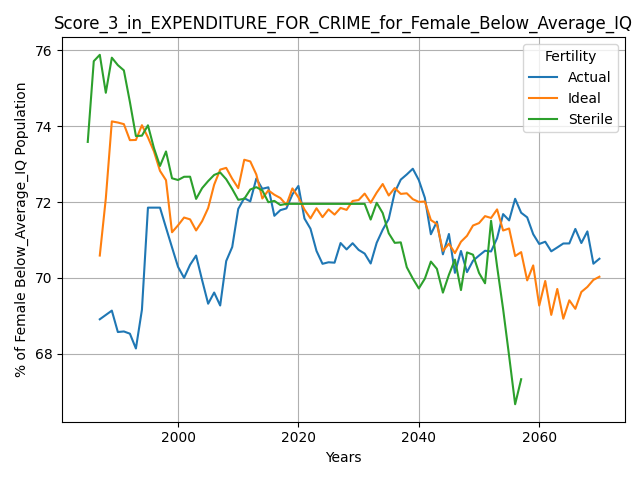 Score_3_in_EXPENDITURE_FOR_CRIME_for_Female_Below_Average_IQ
% of Female Below_Average_IQ Population
76
74
72
70
68
Fertility
Actual
Ideal
Sterile
2000
2020
2040
2060
Years